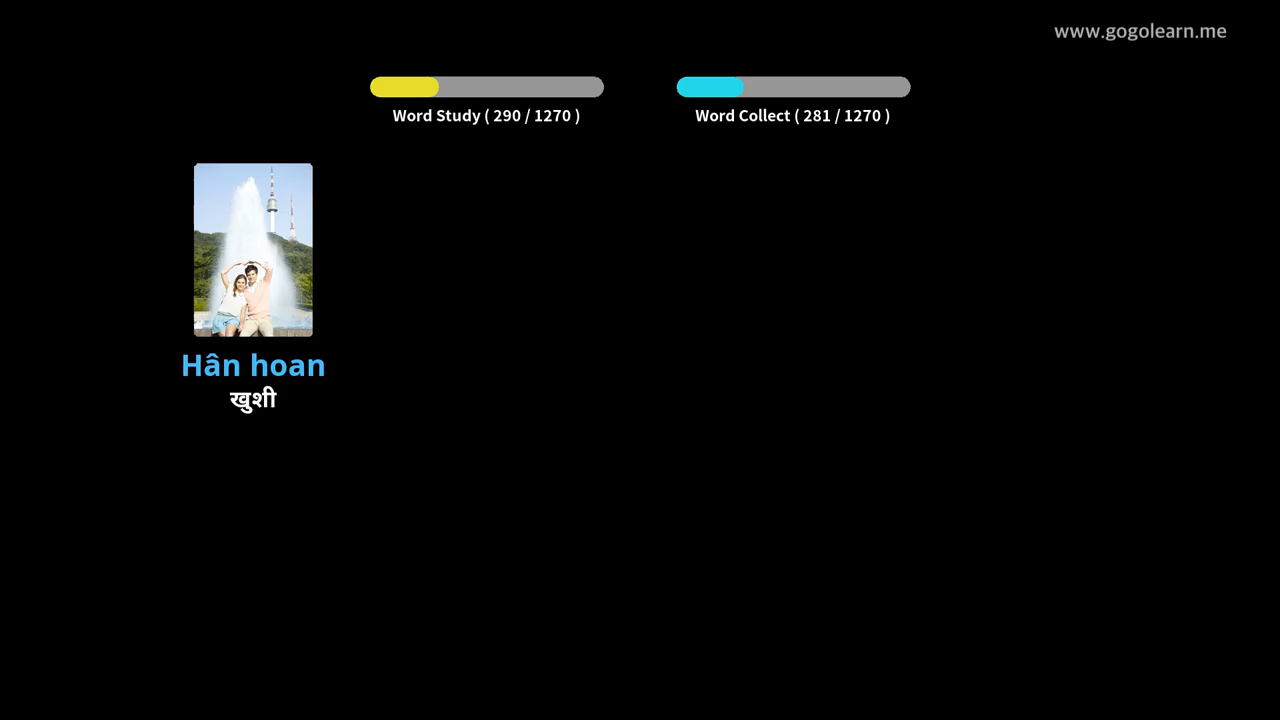 www.gogolearn.me
Word Study ( 290 / 1270 )
Word Collect ( 281 / 1270 )
Hân hoan
खुशी